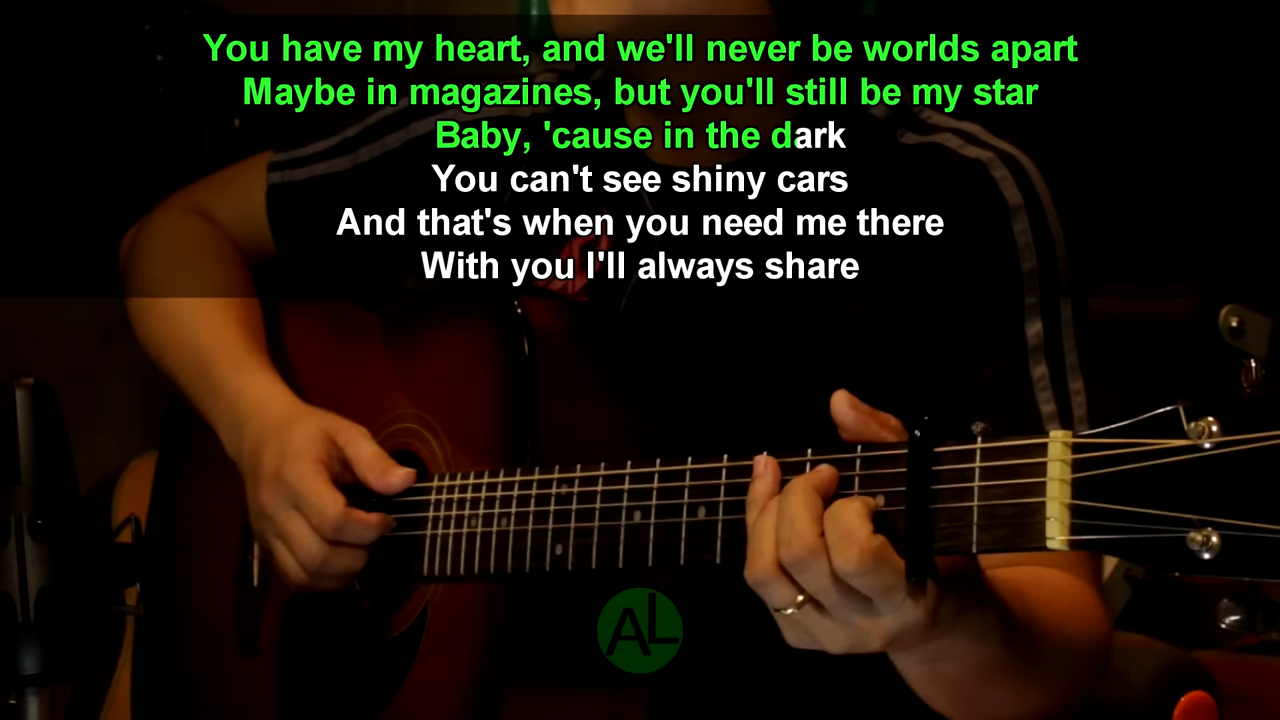 You have my heart, and we'll never be worlds apart
Maybe in magazines, but you'll still be my star
Baby, 'cause in the dark
You can't see shiny cars
And that's when you need me there
With you I'll always share
AL